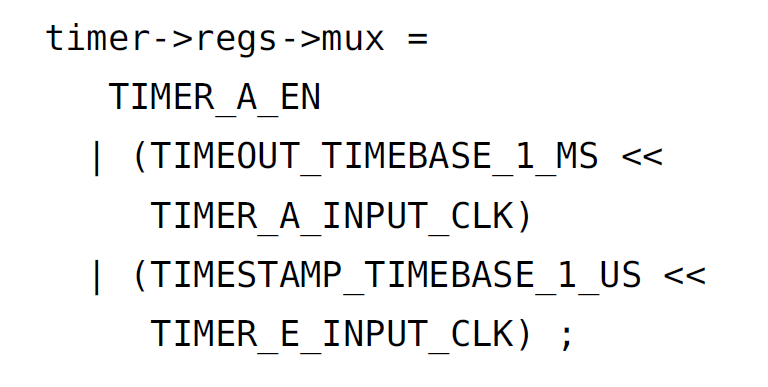 timer->regs->mux =
TIMER_A_EN
| (TIMEOUT_TIMEBASE_1_MS <<
TIMER_A_INPUT_CLK)
| (TIMESTAMP_TIMEBASE_1_US <<
TIMER_E_INPUT_CLK) ;